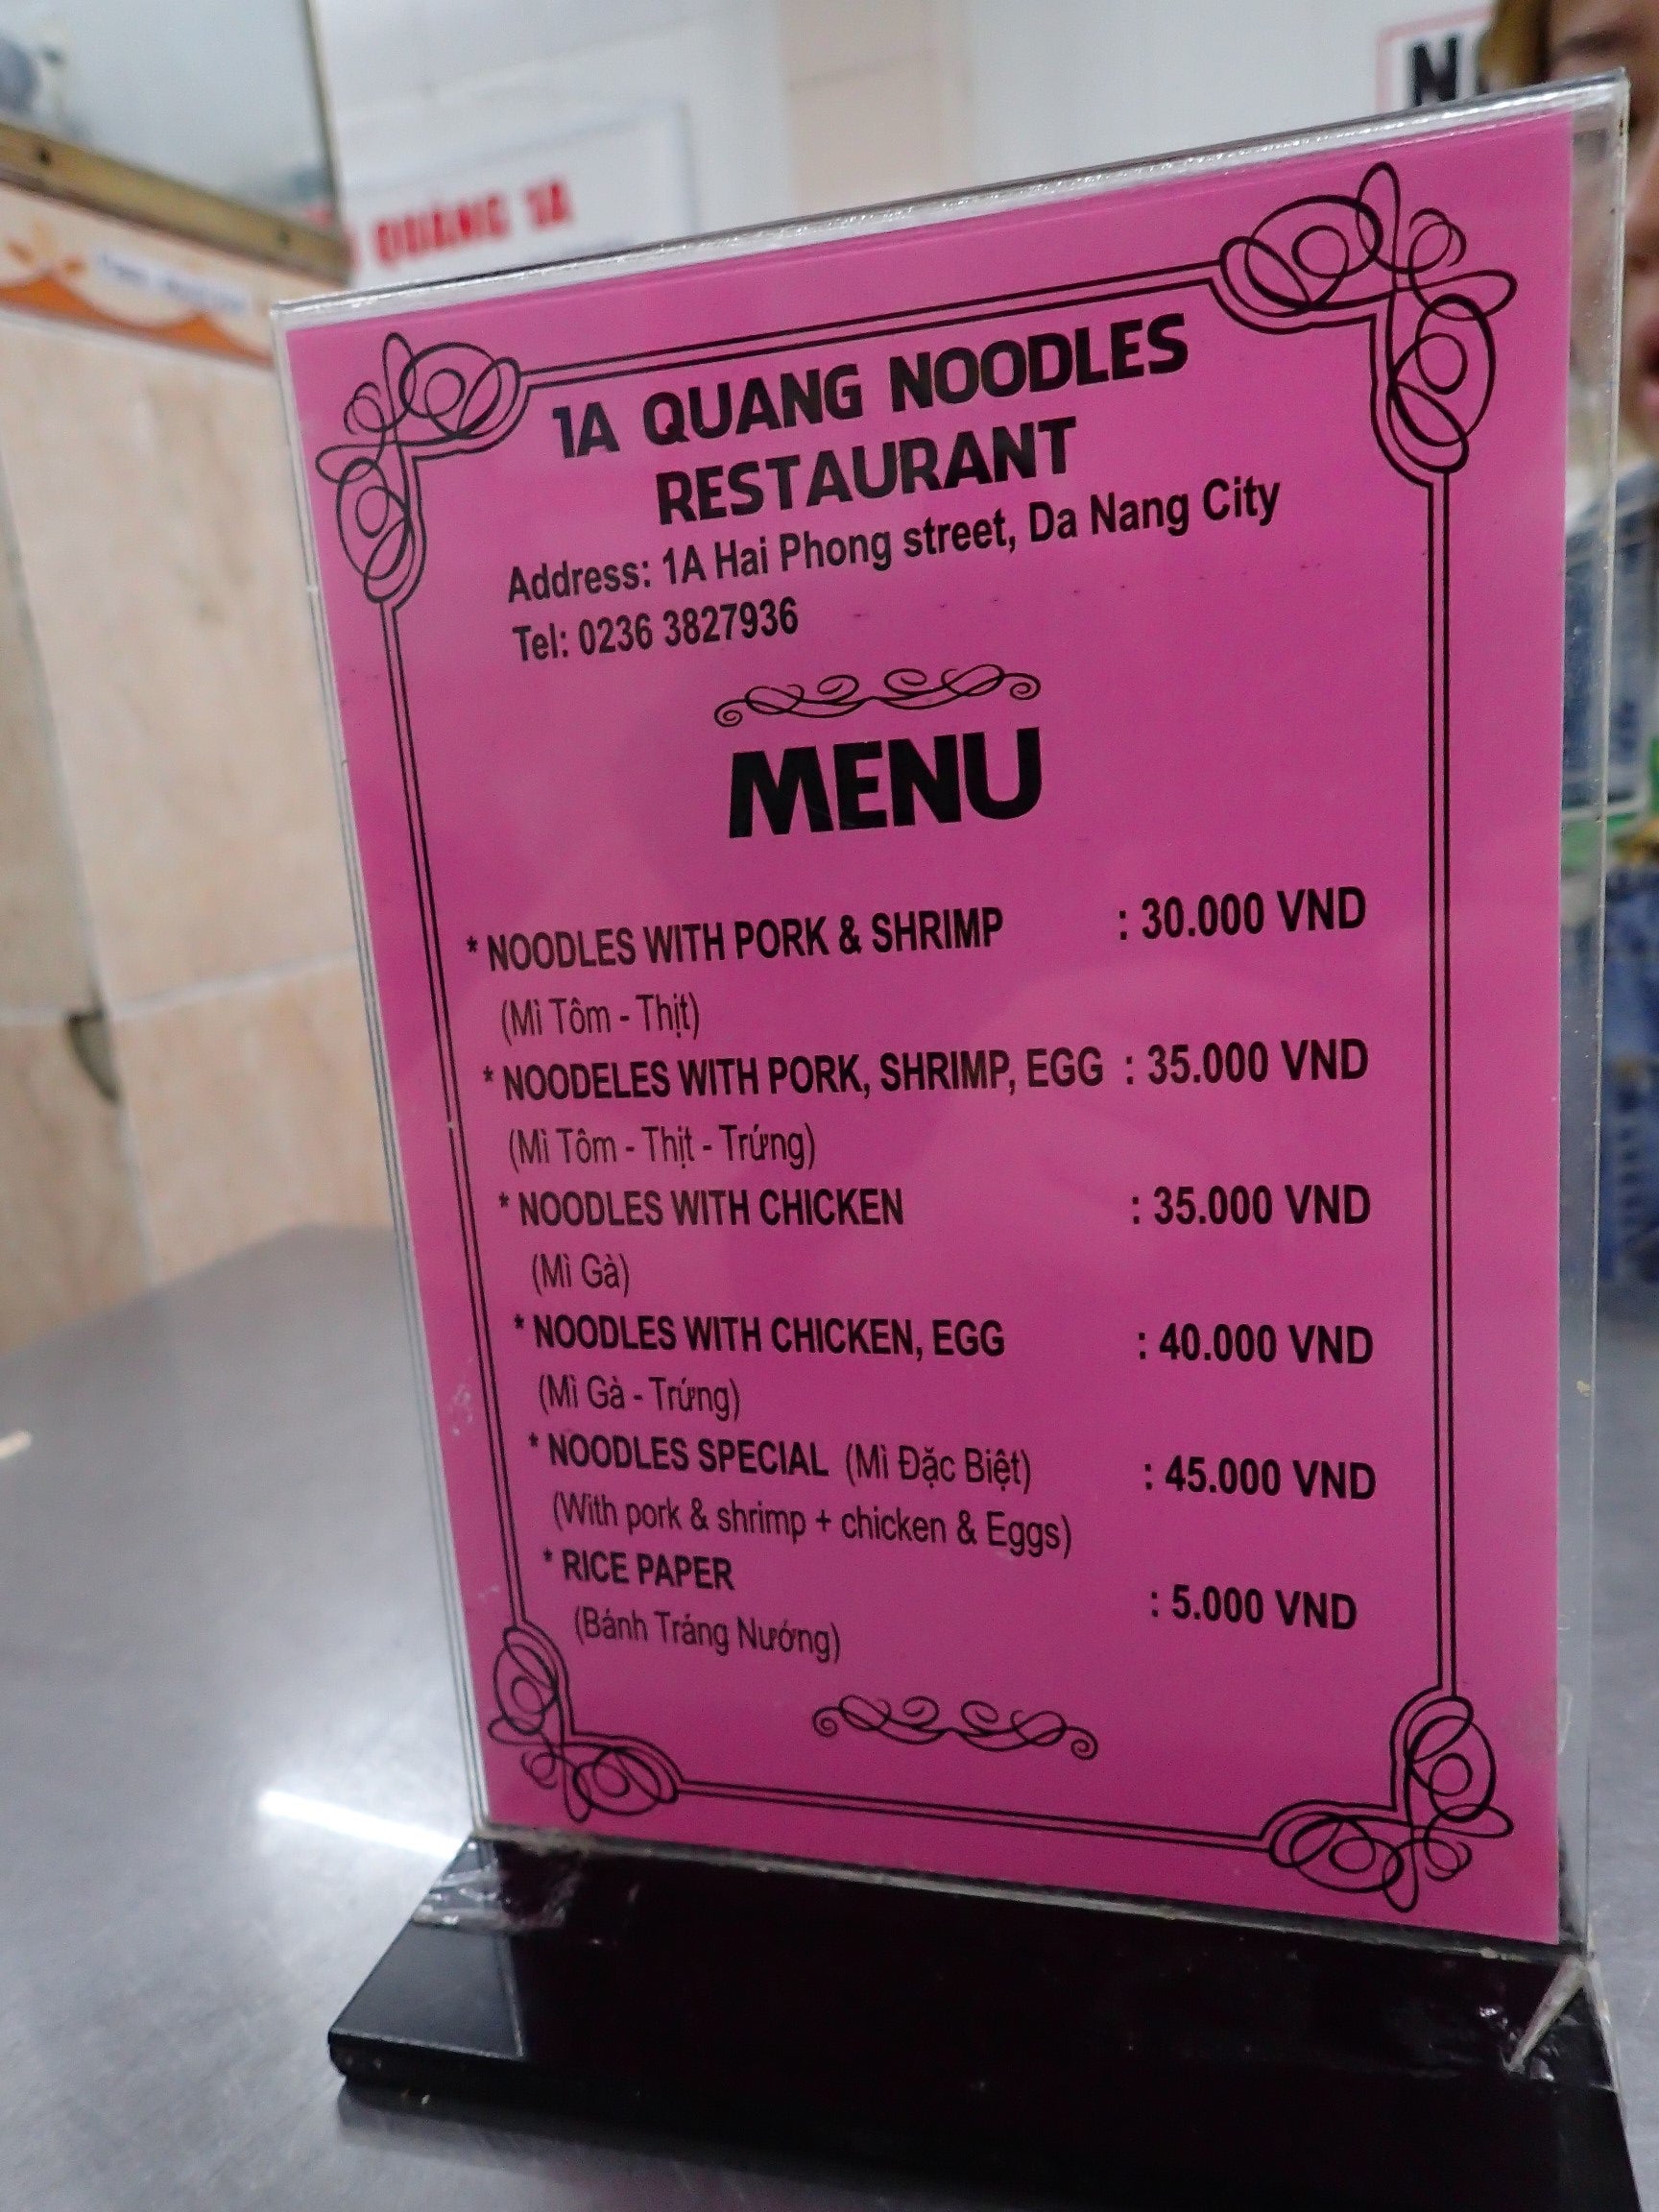 QUẢNG 1A
N
1A QUANG NOODLES
RESTAURANT
Address: 1A Hai Phong street, Da Nang City
Tel: 0236 3827936
MENU
* NOODLES WITH PORK & SHRIMP : 30.000 VND
(Mì Tôm - Thịt)
* NOODELES WITH PORK, SHRIMP, EGG : 35.000 VND
(Mì Tôm - Thịt - Trứng)
* NOODLES WITH CHICKEN : 35.000 VND
(Mì Gà)
* NOODLES WITH CHICKEN, EGG : 40.000 VND
(Mì Gà - Trứng)
* NOODLES SPECIAL (Mì Đặc Biệt) : 45.000 VND
(With pork & shrimp + chicken & Eggs)
* RICE PAPER : 5.000 VND
(Bánh Tráng Nướng)